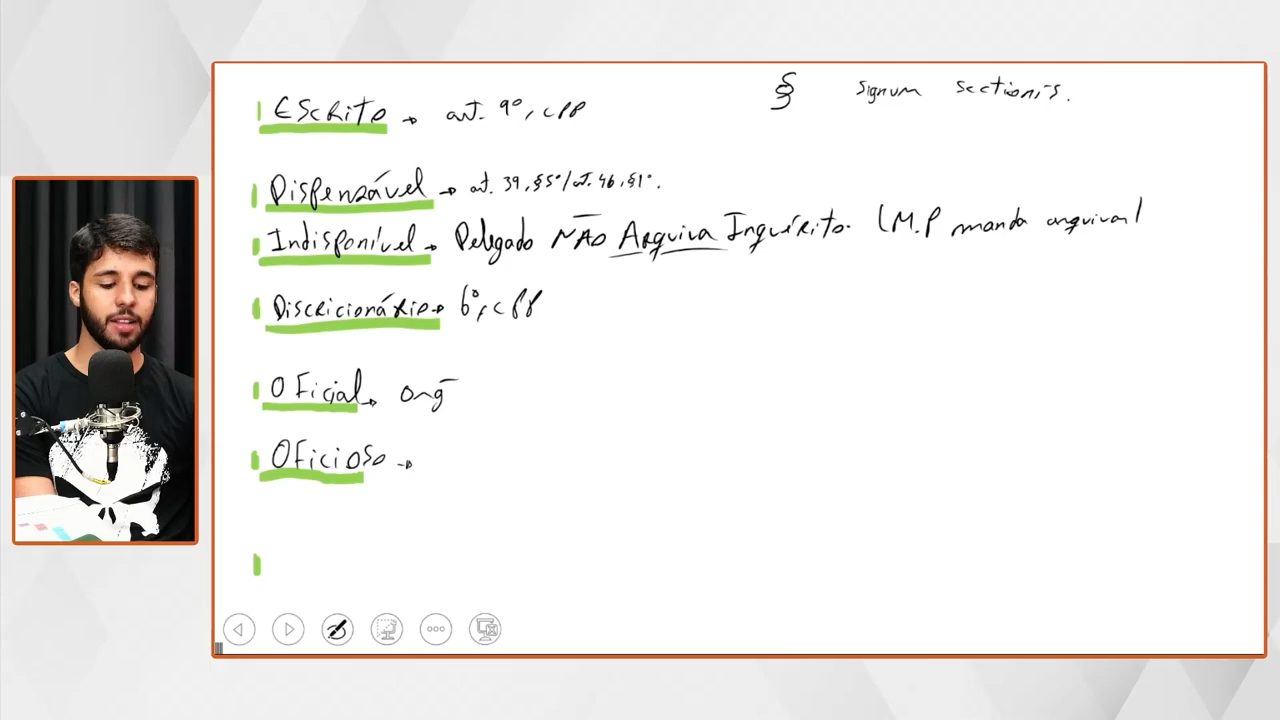 § signum sectionis.
Escrito → art. 9º, CPP
Dispensável → art. 39, §5º/art. 46, §1º.
Indisponível → Delegado NÃO Arquiva Inquérito. (M.P manda arquivar)
Discricionário → 6º, CPP
Oficial → Org
Oficioso →